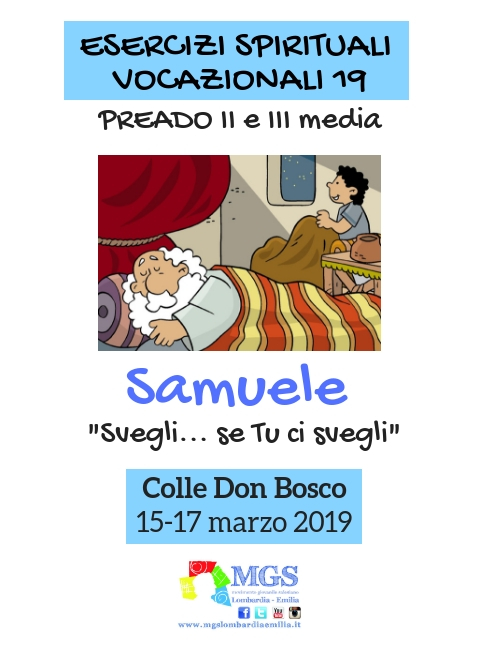 ESERCIZI SPIRITUALI
VOCAZIONALI 19
PREADO II e III media
Samuele
"Svegli... se Tu ci svegli"
Colle Don Bosco
15-17 marzo 2019
MGS
movimento giovanile salesiano
Lombardia - Emilia
www.mgslombardiaemilia.it